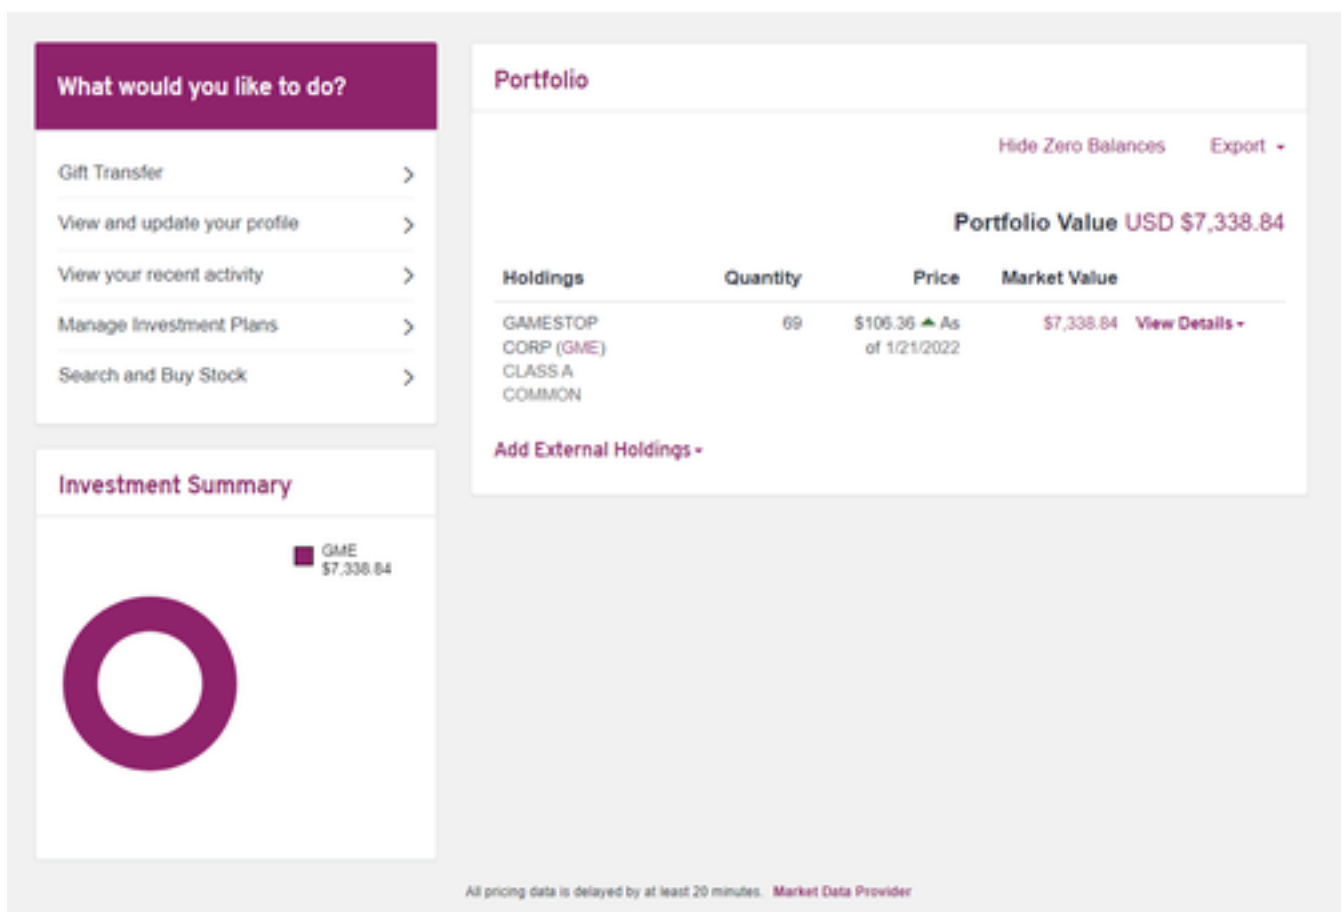 What would you like to do?
Gift Transfer
View and update your profile
View your recent activity
Manage Investment Plans
Search and Buy Stock
Investment Summary
GME
$7,338.84
Portfolio
Hide Zero Balances Export
Portfolio Value USD $7,338.84
Holdings Quantity Price Market Value
GAMESTOP 69 $106.36 As $7,338.84 View Details
CORP (GME) of 1/21/2022
CLASS A
COMMON
Add External Holdings
All pricing data is delayed by at least 20 minutes. Market Data Provider